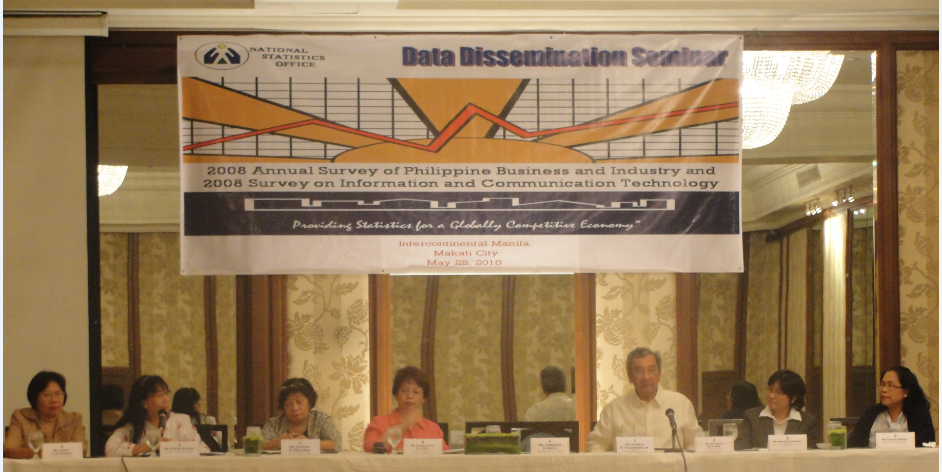 NATIONAL
STATISTICS
OFFICE
Data Dissemination Seminar
2008 Annual Survey of Philippine Business and Industry and
2008 Survey on Information and Communication Technology
Providing Statistics for a Globally Competitive Economy"
Intercontinental Manila
Makati City
May 28, 2010